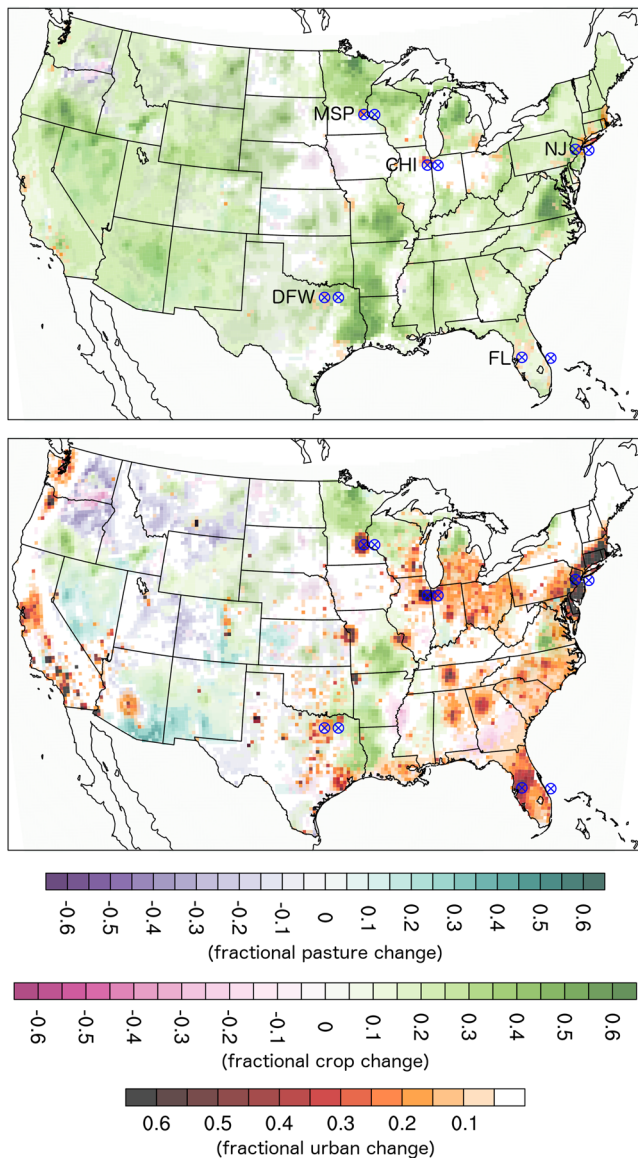 MSP
CHI
NJ
DFW
FL
-0.6 -0.5 -0.4 -0.3 -0.2 -0.1 0 0.1 0.2 0.3 0.4 0.5 0.6
(fractional pasture change)
-0.6 -0.5 -0.4 -0.3 -0.2 -0.1 0 0.1 0.2 0.3 0.4 0.5 0.6
(fractional crop change)
0.6 0.5 0.4 0.3 0.2 0.1
(fractional urban change)